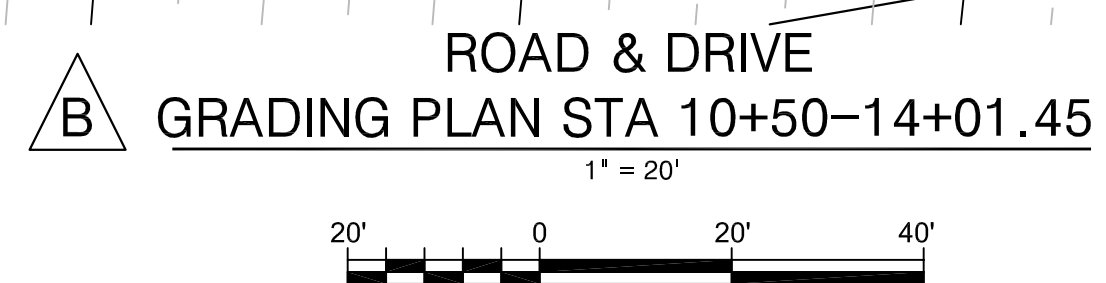 ROAD & DRIVE
B GRADING PLAN STA 10+50-14+01.45
1" = 20'
20' 0 20' 40'